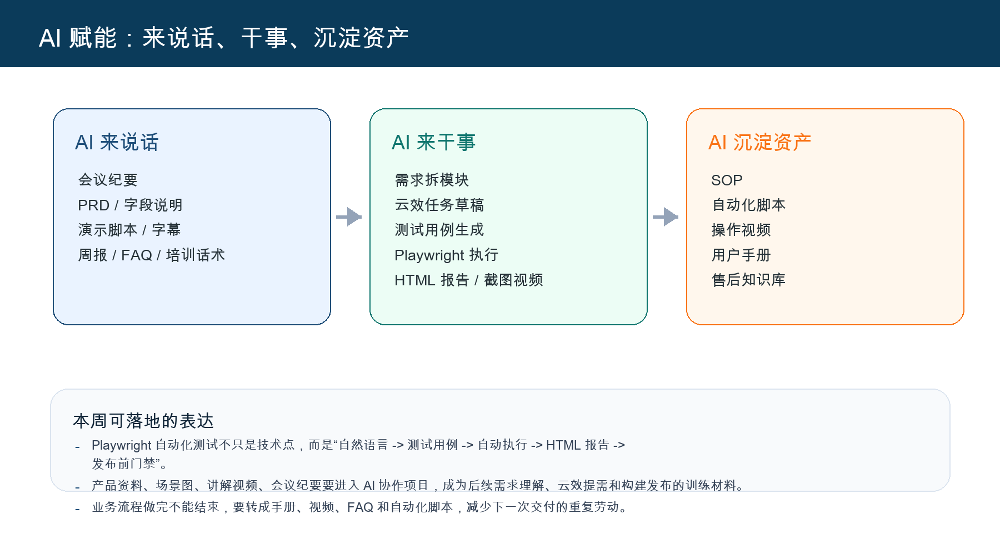 AI 赋能：来说话、干事、沉淀资产
AI 来说话
会议纪要
PRD / 字段说明
演示脚本 / 字幕
周报 / FAQ / 培训话术
AI 来干事
需求拆模块
云效任务草稿
测试用例生成
Playwright 执行
HTML 报告 / 截图视频
AI 沉淀资产
SOP
自动化脚本
操作视频
用户手册
售后知识库
本周可落地的表达
- Playwright 自动化测试不只是技术点，而是“自然语言 -> 测试用例 -> 自动执行 -> HTML 报告 ->
发布前门禁”。
- 产品资料、场景图、讲解视频、会议纪要要进入 AI 协作项目，成为后续需求理解、云效提需和构建发布的训练材料。
- 业务流程做完不能结束，要转成手册、视频、FAQ 和自动化脚本，减少下一次交付的重复劳动。